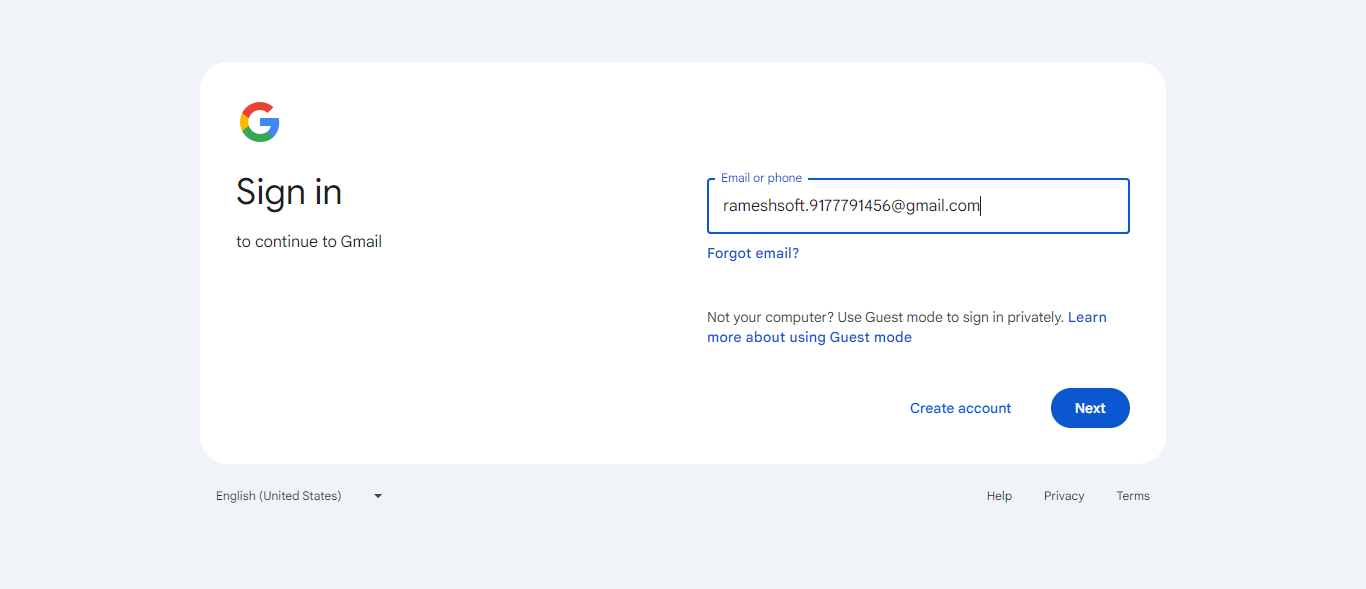 Sign in
to continue to Gmail
Email or phone
rameshsoft.9177791456@gmail.com
Forgot email?
Not your computer? Use Guest mode to sign in privately. Learn
more about using Guest mode
Create account
Next
English (United States)
Help
Privacy
Terms